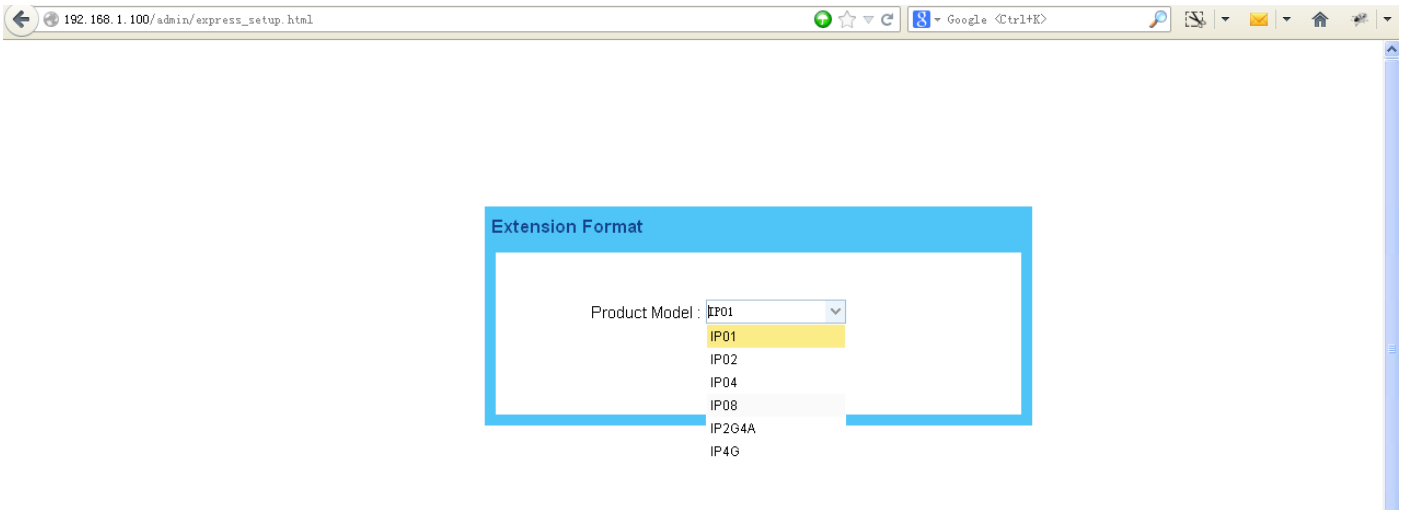 192.168.1.100/admin/express_setup.html
Google <Ctrl+K>
Extension Format
Product Model : IP01
IP01
IP02
IP04
IP08
IP2G4A
IP4G